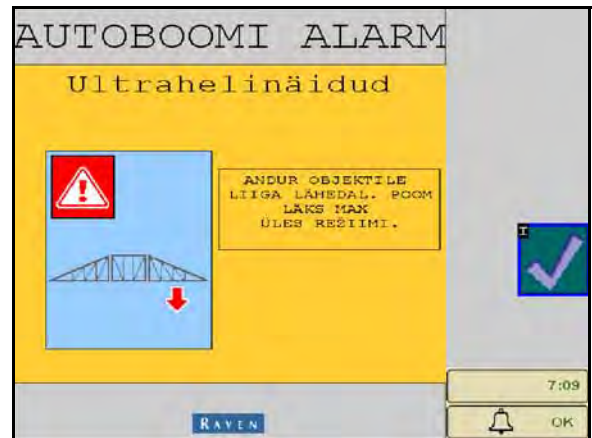 AUTOBOOMI ALARM
Ultrahelinäidud
ANDUR OBJEKTILE
LIIGA LÄHEDAL. POOM
LÄKS MAX
ÜLES REŽIIMI.
I
7:09
OK
RAVEN